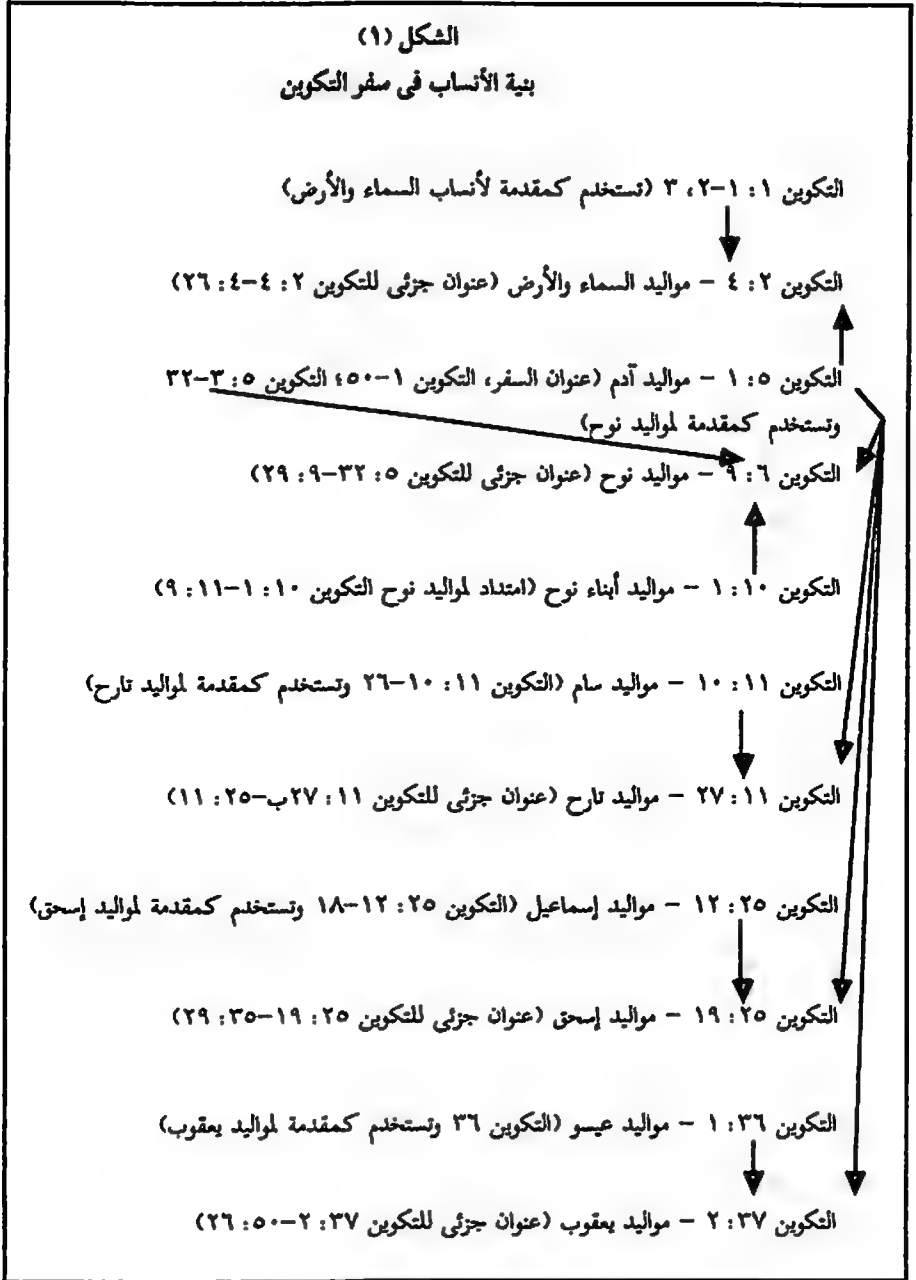 الشكل (١)
بنية الأنساب في سفر التكوين
التكوين ١ : ١–٢، ٣ (تستخدم كمقدمة لأنساب السماء والأرض)
التكوين ٢ : ٤ – مواليد السماء والأرض (عنوان جزئى للتكوين ٢ : ٤–٤ : ٢٦)
التكوين ٥ : ١ – مواليد آدم (عنوان السفر، التكوين ١–٥٠؛ التكوين ٥ : ٣–٣٢
وتستخدم كمقدمة لمواليد نوح)
التكوين ٦ : ٩ – مواليد نوح (عنوان جزئى للتكوين ٥ : ٣٢–٩ : ٢٩)
التكوين ١٠ : ١ – مواليد أبناء نوح (امتداد لمواليد نوح التكوين ١٠ : ١–١١ : ٩)
التكوين ١١ : ١٠ – مواليد سام (التكوين ١١ : ١٠–٢٦ وتستخدم كمقدمة لمواليد تارح)
التكوين ١١ : ٢٧ – مواليد تارح (عنوان جزئى للتكوين ١١ : ٢٧ب–٢٥ : ١١)
التكوين ٢٥ : ١٢ – مواليد إسماعيل (التكوين ٢٥ : ١٢–١٨ وتستخدم كمقدمة لمواليد إسحق)
التكوين ٢٥ : ١٩ – مواليد إسحق (عنوان جزئى للتكوين ٢٥ : ١٩–٣٥ : ٢٩)
التكوين ٣٦ : ١ – مواليد عيسو (التكوين ٣٦ وتستخدم كمقدمة لمواليد يعقوب)
التكوين ٣٧ : ٢ – مواليد يعقوب (عنوان جزئى للتكوين ٣٧ : ٢–٥٠ : ٢٦)